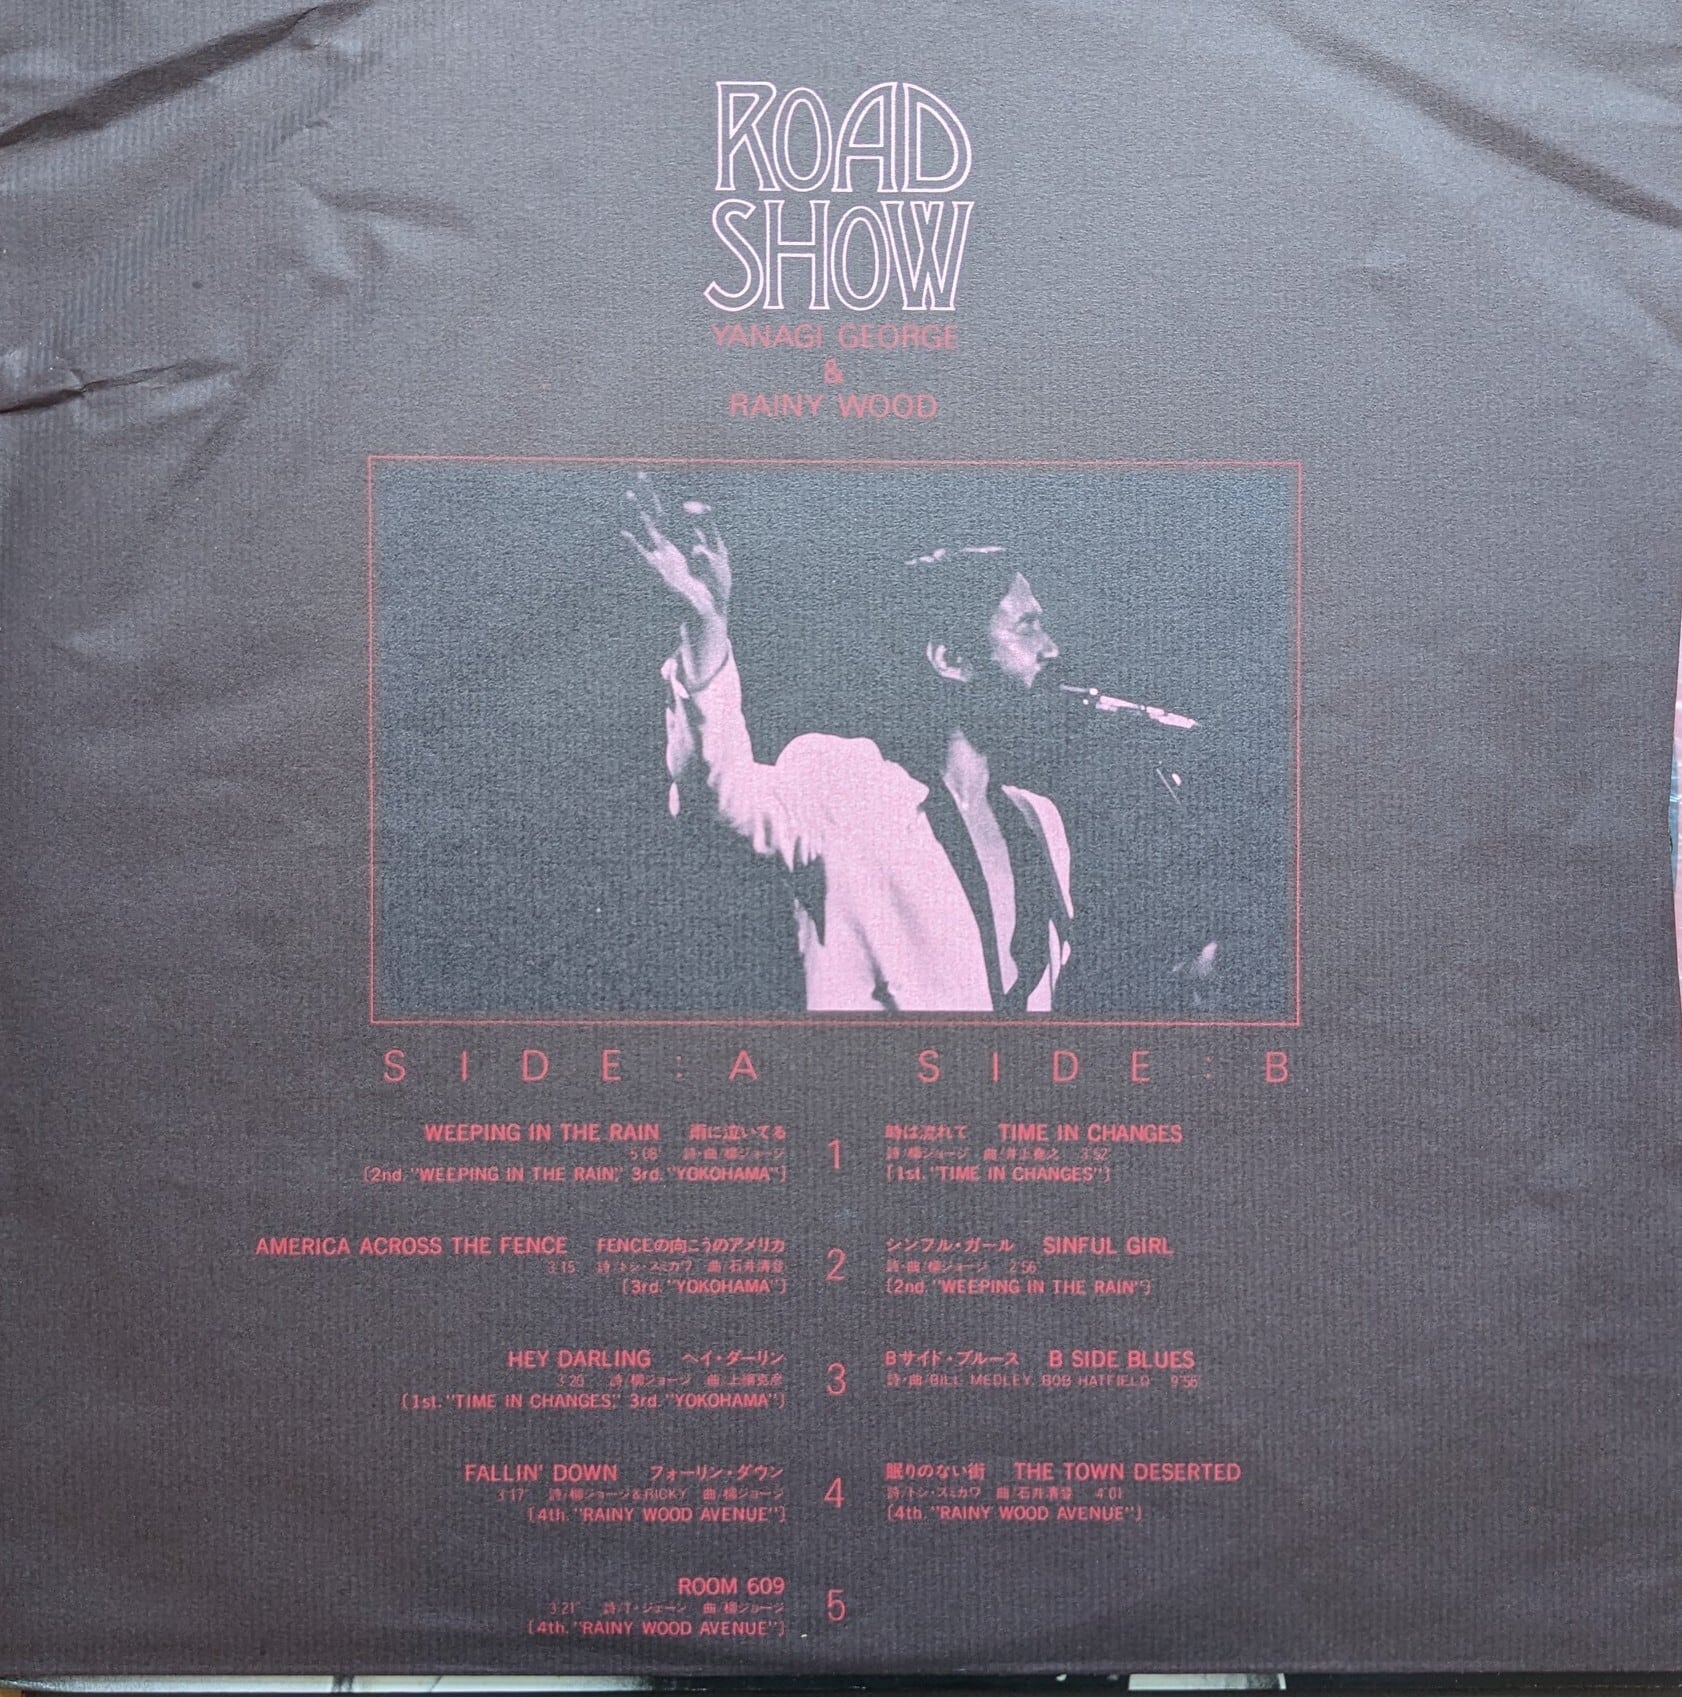 ROAD
SHOW
YANAGI GEORGE
&
RAINY WOOD
SIDE:A
WEEPING IN THE RAIN 雨に泣いてる
5'08" 詩・曲/柳ジョージ
1
(2nd. "WEEPING IN THE RAIN," 3rd. "YOKOHAMA")
AMERICA ACROSS THE FENCE FENCEの向こうのアメリカ
3'15" 詩/トシ・スミカワ 曲/石井清登
2
(3rd. "YOKOHAMA")
HEY DARLING ヘイ・ダーリン
3'20" 詩/柳ジョージ 曲/上綱克彦
3
(1st. "TIME IN CHANGES," 3rd. "YOKOHAMA")
FALLIN' DOWN フォーリン・ダウン
3'17" 詩/柳ジョージ&RICKY 曲/柳ジョージ
4
(4th. "RAINY WOOD AVENUE")
ROOM 609
3'21" 詩/T・ジェーン 曲/柳ジョージ
5
(4th. "RAINY WOOD AVENUE")
SIDE:B
時は流れて TIME IN CHANGES
詩/柳ジョージ 曲/井上堯之 3'52"
(1st. "TIME IN CHANGES")
シンフル・ガール SINFUL GIRL
詩・曲/柳ジョージ 2'56"
(2nd. "WEEPING IN THE RAIN")
Bサイド・ブルース B SIDE BLUES
詩・曲/BILL MEDLEY, BOB HATFIELD 9'56"
眠りのない街 THE TOWN DESERTED
詩/トシ・スミカワ 曲/石井清登 4'01"
(4th. "RAINY WOOD AVENUE")